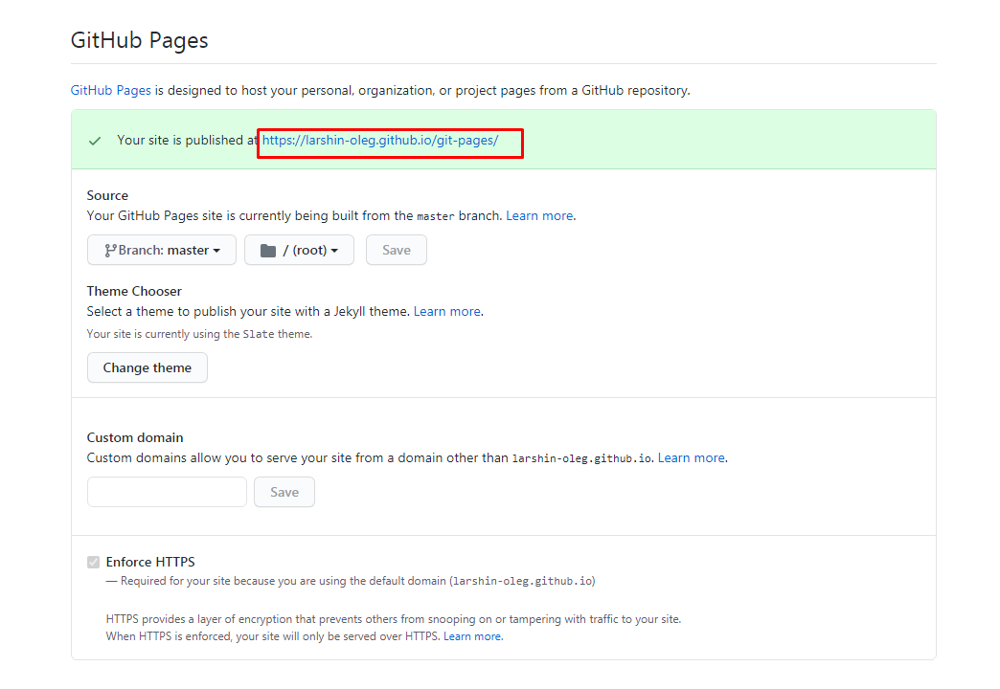 GitHub Pages
GitHub Pages is designed to host your personal, organization, or project pages from a GitHub repository.
Your site is published at https://larshin-oleg.github.io/git-pages/
Source
Your GitHub Pages site is currently being built from the master branch. Learn more.
Branch: master / (root) Save
Theme Chooser
Select a theme to publish your site with a Jekyll theme. Learn more.
Your site is currently using the Slate theme.
Change theme
Custom domain
Custom domains allow you to serve your site from a domain other than larshin-oleg.github.io. Learn more.
Save
Enforce HTTPS
— Required for your site because you are using the default domain (larshin-oleg.github.io)
HTTPS provides a layer of encryption that prevents others from snooping on or tampering with traffic to your site.
When HTTPS is enforced, your site will only be served over HTTPS. Learn more.